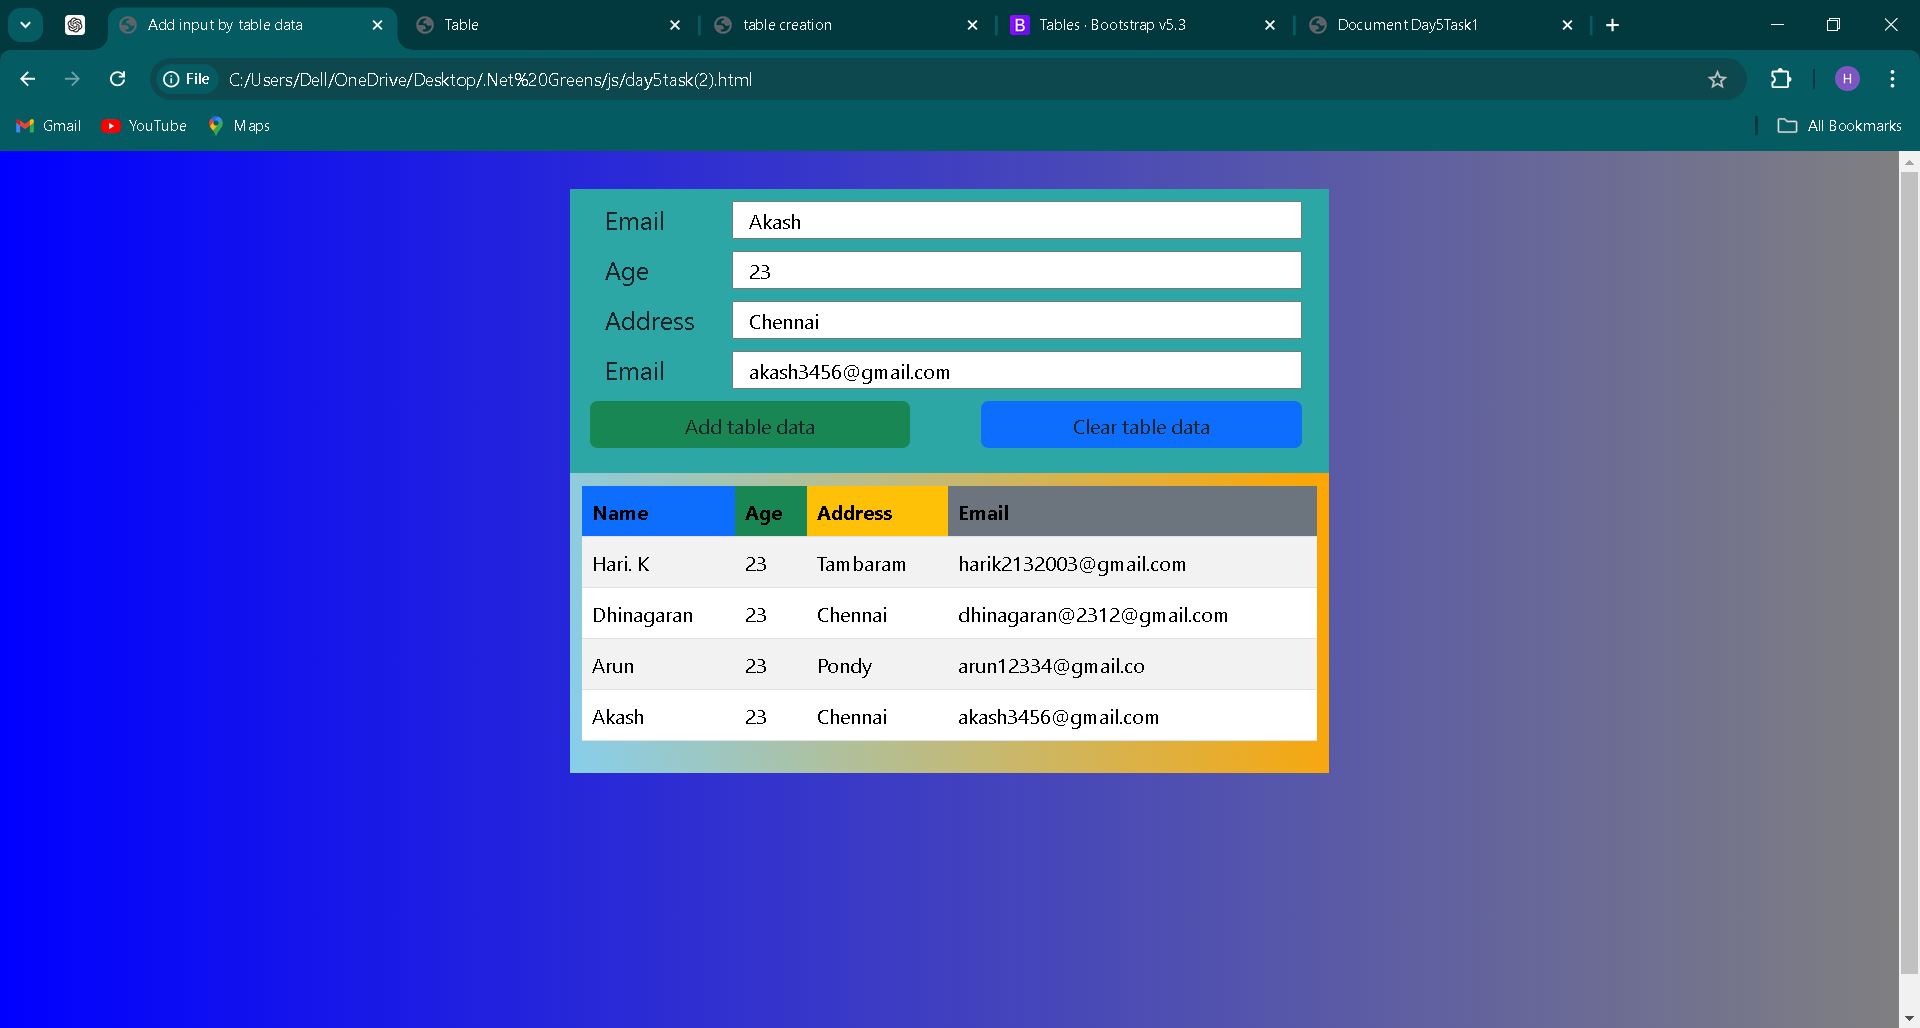 Add input by table data Table table creation B Tables · Bootstrap v5.3 Document Day5Task1
File C:/Users/Dell/OneDrive/Desktop/.Net%20Greens/js/day5task(2).html H
Gmail YouTube Maps All Bookmarks
Email Akash
Age 23
Address Chennai
Email akash3456@gmail.com
Add table data Clear table data
Name Age Address Email
Hari. K 23 Tambaram harik2132003@gmail.com
Dhinagaran 23 Chennai dhinagaran@2312@gmail.com
Arun 23 Pondy arun12334@gmail.co
Akash 23 Chennai akash3456@gmail.com